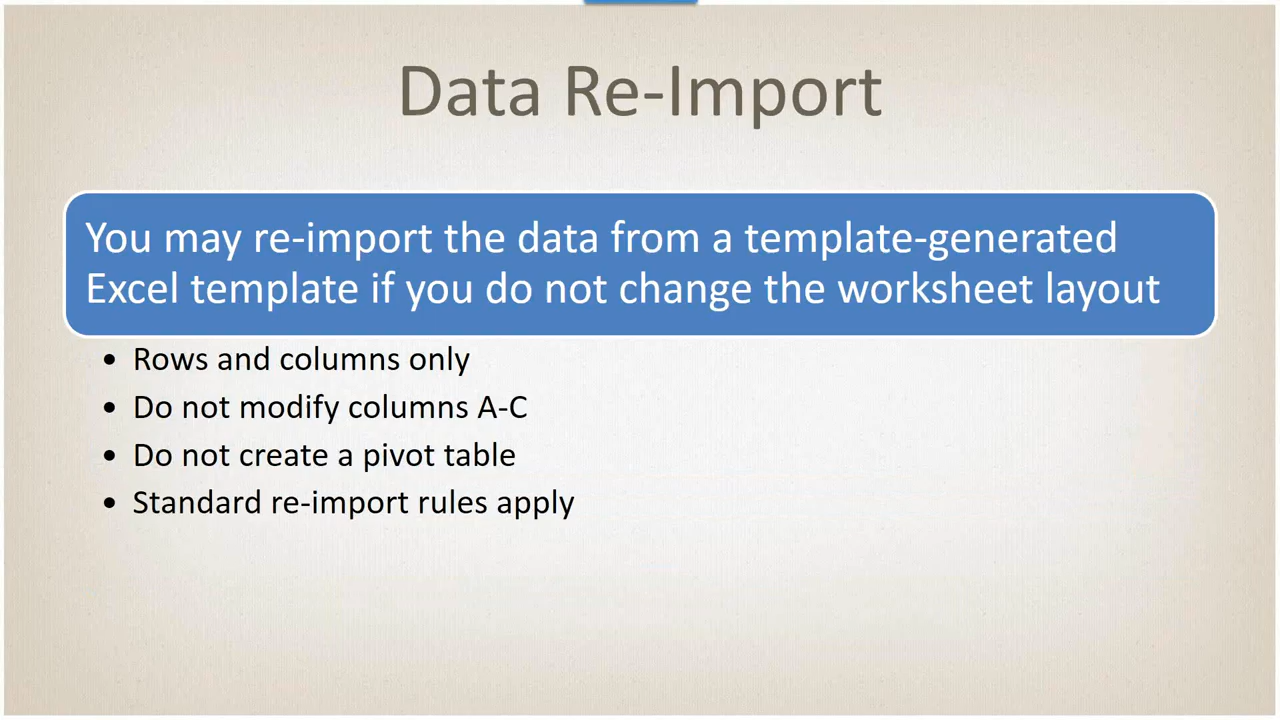 Data Re-Import
You may re-import the data from a template-generated
Excel template if you do not change the worksheet layout
• Rows and columns only
• Do not modify columns A-C
• Do not create a pivot table
• Standard re-import rules apply